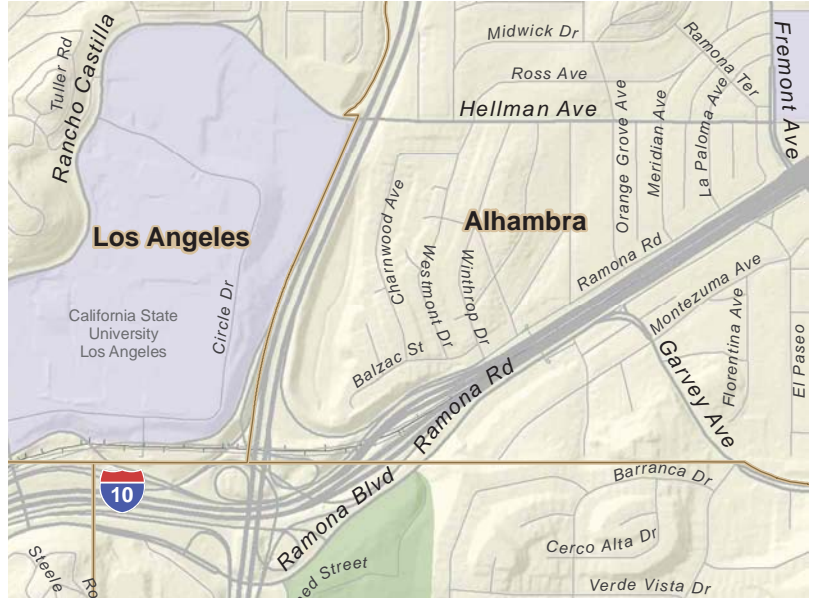 Midwick Dr
Ramona Ter
Fremont Ave
Tuller Rd
Rancho Castilla
Ross Ave
Hellman Ave
Orange Grove Ave
Meridian Ave
La Paloma Ave
Charnwood Ave
Alhambra
Los Angeles
Westmont Dr
Winthrop Dr
Ramona Rd
Montezuma Ave
California State
University
Los Angeles
Circle Dr
Florentina Ave
El Paseo
Balzac St
Ramona Rd
Garvey Ave
10
Barranca Dr
Ramona Blvd
Cerco Alta Dr
Steele
Street
Verde Vista Dr